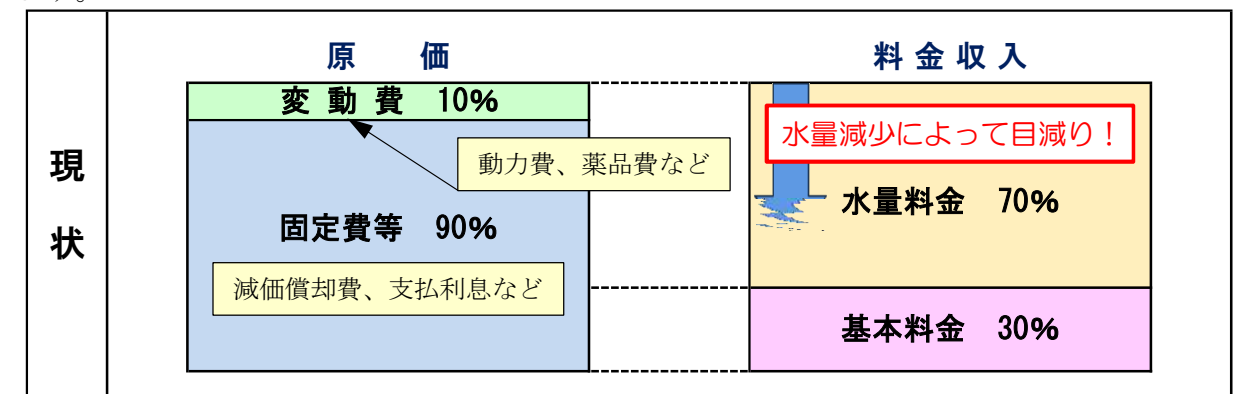 現状
原価
料金収入
変動費 10%
水量減少によって目減り！
動力費、薬品費など
水量料金 70%
固定費等 90%
減価償却費、支払利息など
基本料金 30%